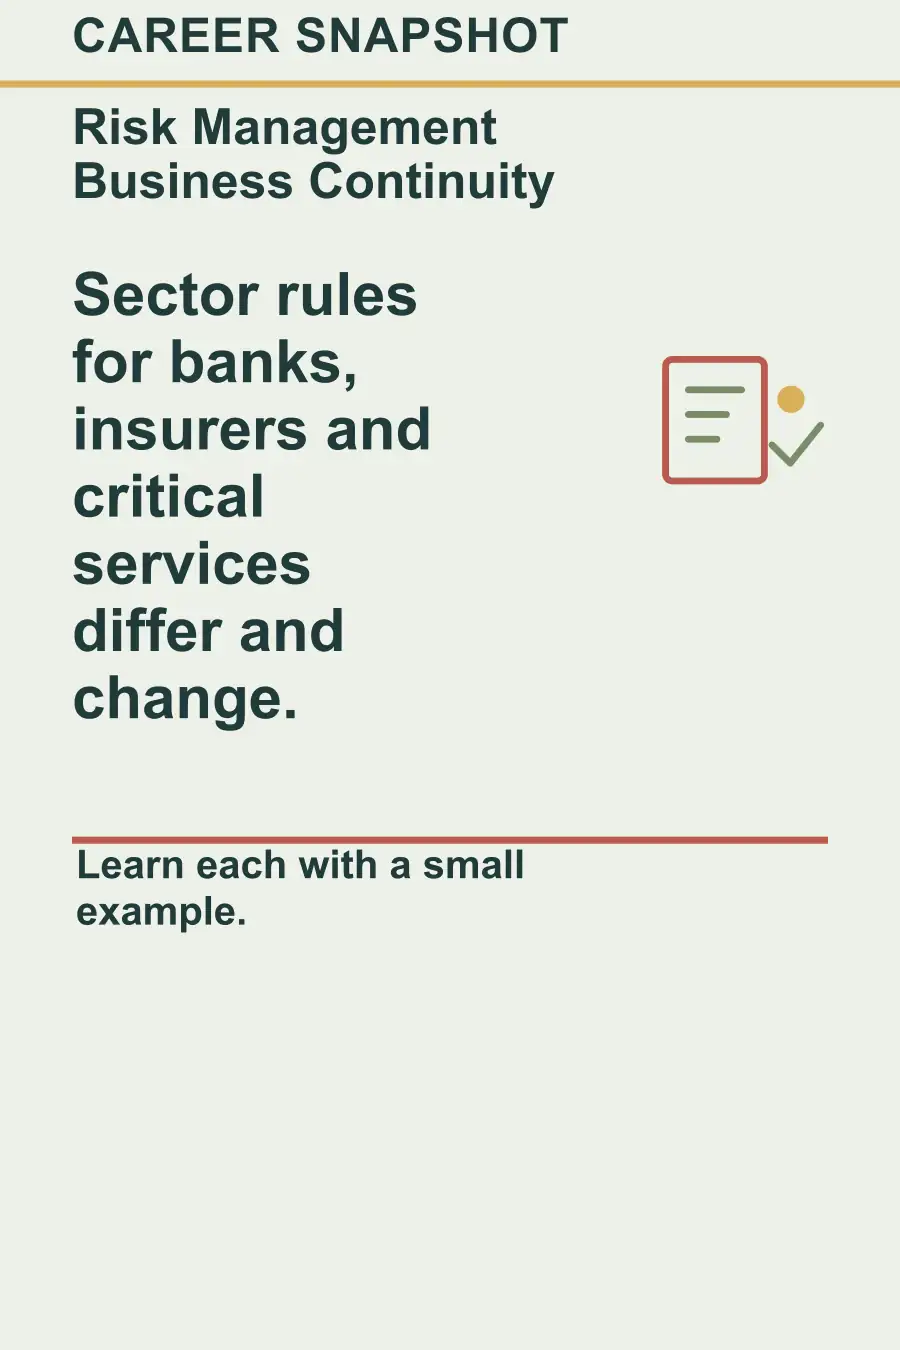 CAREER SNAPSHOT
Risk Management
Business Continuity
Sector rules
for banks,
insurers and
critical
services
differ and
change.
Learn each with a small
example.